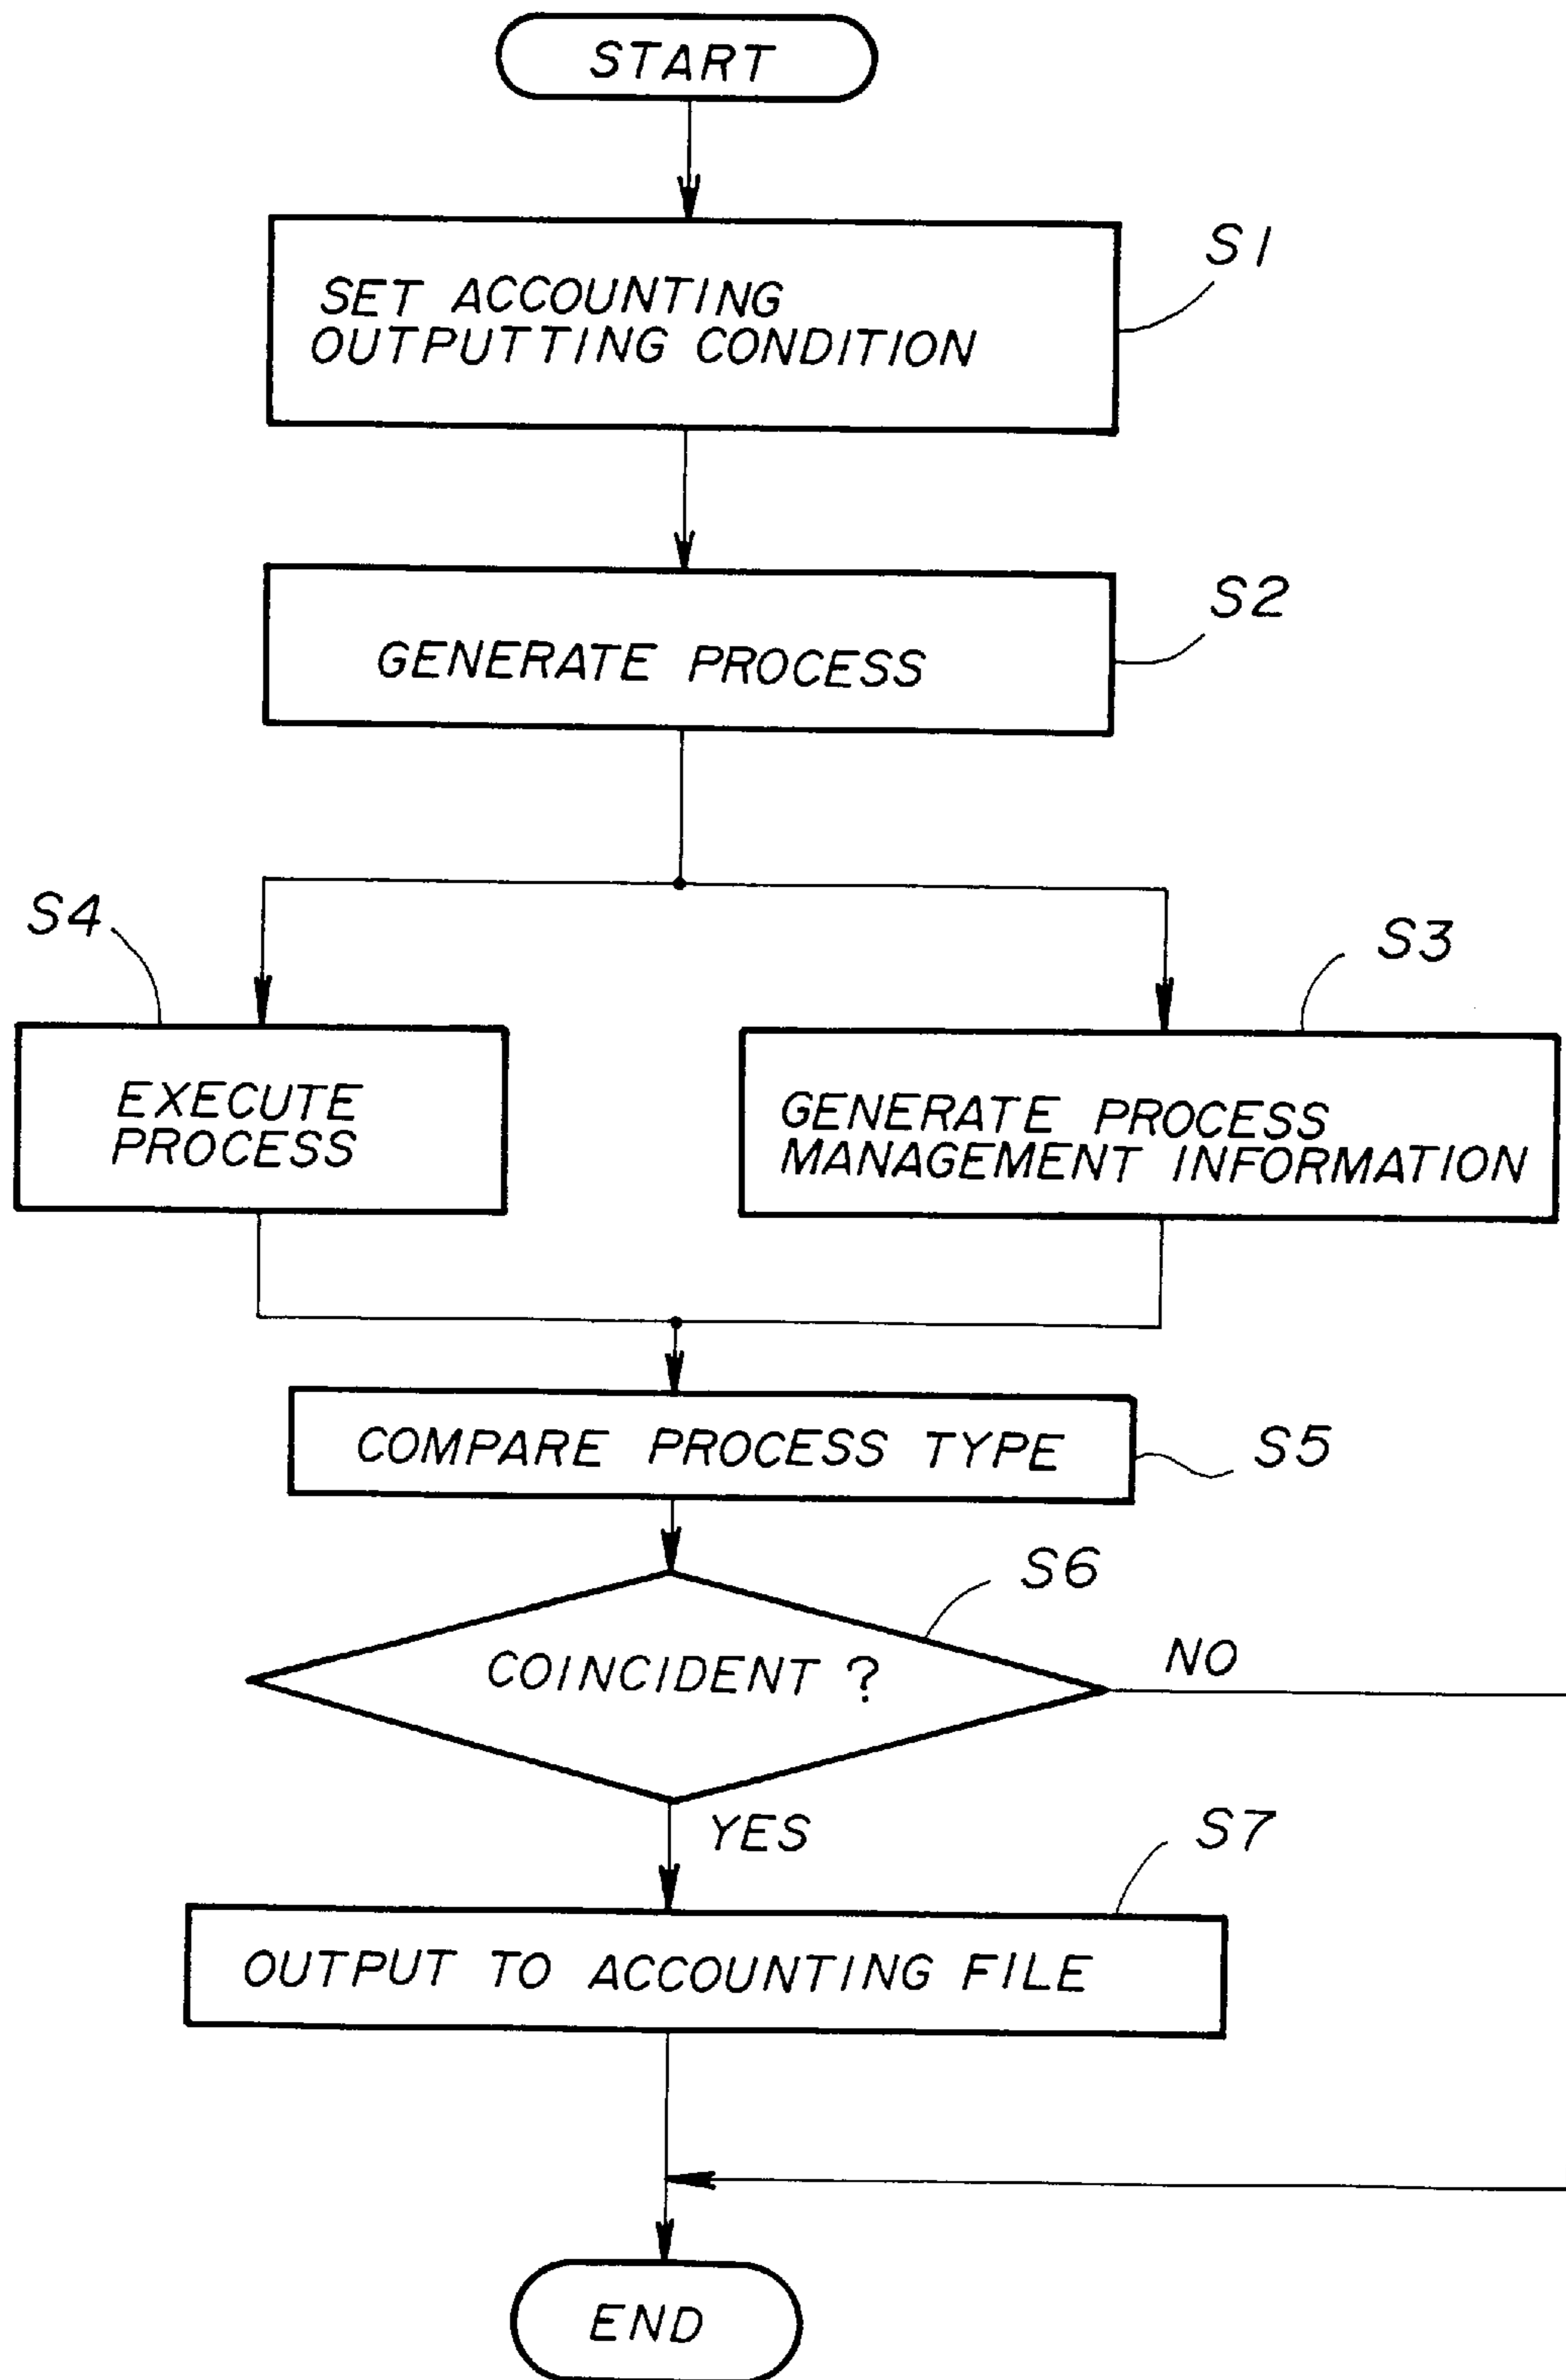 START
S1
SET ACCOUNTING
OUTPUTTING CONDITION
S2
GENERATE PROCESS
S4
S3
EXECUTE
PROCESS
GENERATE PROCESS
MANAGEMENT INFORMATION
COMPARE PROCESS TYPE
S5
S6
COINCIDENT ?
NO
YES
S7
OUTPUT TO ACCOUNTING FILE
END